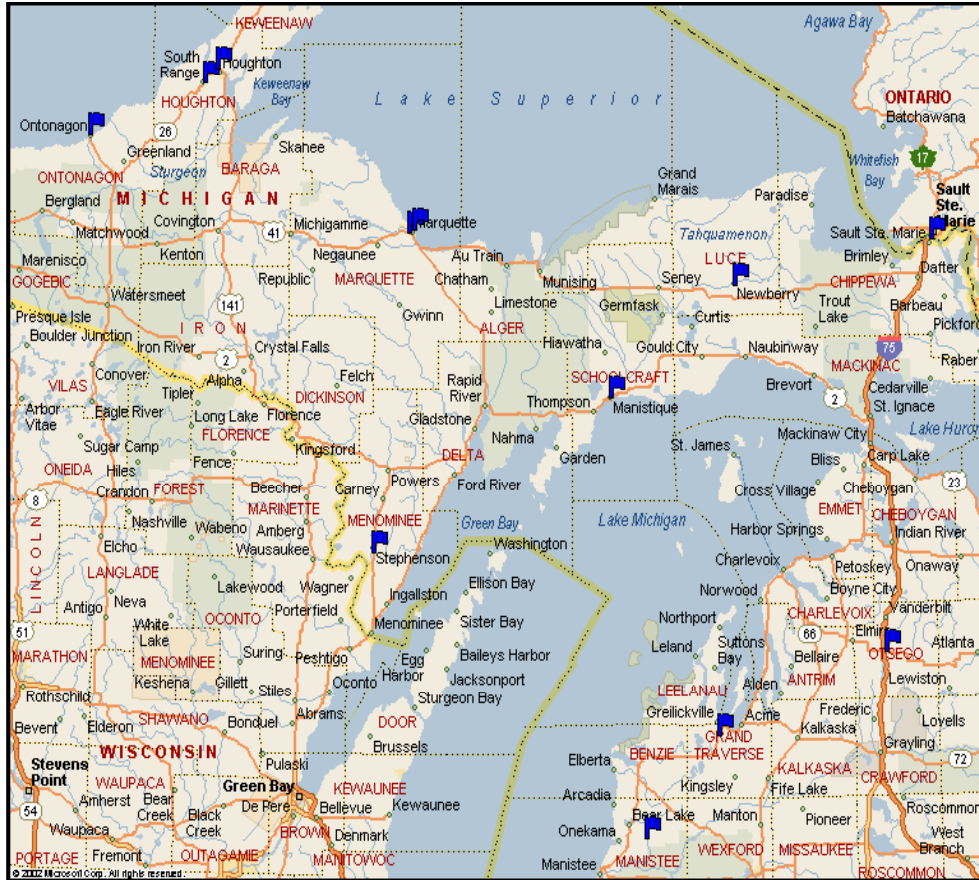 KEWEENAW
Agawa Bay
South Range
Houghton
Keweenaw Bay
HOUGHTON
Lake Superior
ONTARIO
Batchawana
Ontonagon
26
Skahee
Greenland
Sturgeon
17
Whitefish Bay
ONTONAGON
BARAGA
Grand Marais
Paradise
Sault Ste. Marie
MICHIGAN
Bergland
Covington
Michigamme
Marquette
Matchwood
41
Tahquamenon
Sault Ste. Marie
Kenton
Negaunee
Au Train
LUCE
Brimley
Marenisco
Republic
MARQUETTE
Chatham
Munising
Seney
Dafter
GOGEBIC
CHIPPEWA
Newberry
Watersmeet
141
Limestone
Germfask
Trout Lake
Barbeau
Presque Isle
Gwinn
ALGER
Curtis
Pickford
IRON
Boulder Junction
Iron River
2
Crystal Falls
Hiawatha
Gould City
Naubinway
75
Raber
MACKINAC
Conover
Alpha
Felch
Rapid River
SCHOOLCRAFT
Brevort
Cedarville
VILAS
Tipler
DICKINSON
2
Arbor Vitae
Eagle River
Long Lake
Florence
Gladstone
Thompson
Manistique
St. Ignace
FLORENCE
Nahma
Mackinaw City
Lake Huron
Sugar Camp
Kingsford
DELTA
Garden
St. James
Carp Lake
ONEIDA
Hiles
Fence
Bliss
8
Crandon
FOREST
Beecher
Carney
Powers
Ford River
Cross Village
Cheboygan
23
MARINETTE
EMMET
CHEBOYGAN
Nashville
Wabeno
Amberg
MENOMINEE
Green Bay
Lake Michigan
Harbor Springs
Indian River
LINCOLN
Elcho
Wausaukee
Stephenson
Washington
Charlevoix
Petoskey
Onaway
LANGLADE
Lakewood
Wagner
Ellison Bay
Norwood
Boyne City
Antigo
Neva
OCONTO
Porterfield
Ingallston
Northport
CHARLEVOIX
Vanderbilt
51
White Lake
Menominee
Sister Bay
Suttons Bay
66
Elmira
Atlanta
MARATHON
MENOMINEE
Suring
Peshtigo
Egg Harbor
Baileys Harbor
Leland
Bellaire
OTSEGO
Keshena
Gillett
Stiles
Oconto
Jacksonport
LEELANAU
Alden
ANTRIM
Lewiston
Rothschild
Sturgeon Bay
Bevent
Elderon
SHAWANO
Bonduel
Abrams
DOOR
Greilickville
Acme
Frederic
Lovells
WISCONSIN
Brussels
BENZIE
GRAND TRAVERSE
Kalkaska
Grayling
Stevens Point
Pulaski
Elberta
KALKASKA
72
WAUPACA
Green Bay
KEWAUNEE
Kingsley
Fife Lake
CRAWFORD
54
Amherst
Bear Creek
Black Creek
De Pere
Bellevue
Kewaunee
Arcadia
Roscommon
Waupaca
BROWN
Denmark
Onekama
Bear Lake
Manton
Pioneer
West Branch
PORTAGE
Fremont
OUTAGAMIE
MANITOWOC
Manistee
MANISTEE
WEXFORD
MISSAUKEE
ROSCOMMON
© 2002 Microsoft Corp. All rights reserved.